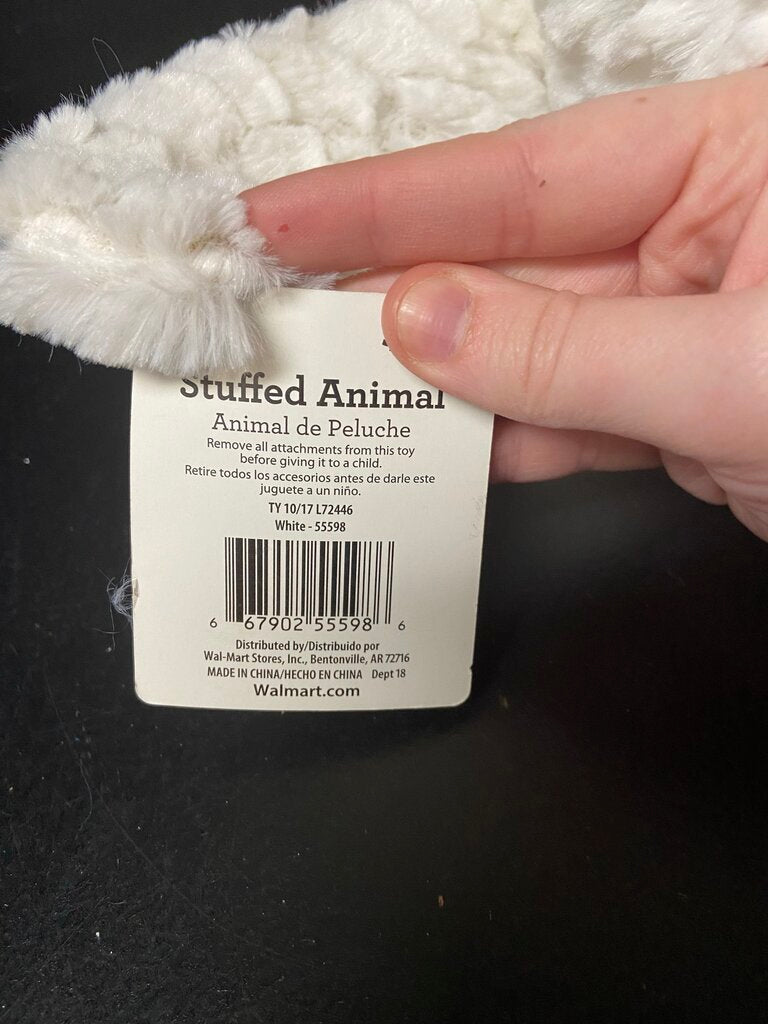 Stuffed Animal
Animal de Peluche
Remove all attachments from this toy
before giving it to a child.
Retire todos los accesorios antes de darle este
juguete a un niño.
TY 10/17 L72446
White - 55598
6 67902 55598 6
Distributed by/Distribuido por
Wal-Mart Stores, Inc., Bentonville, AR 72716
MADE IN CHINA/HECHO EN CHINA Dept 18
Walmart.com